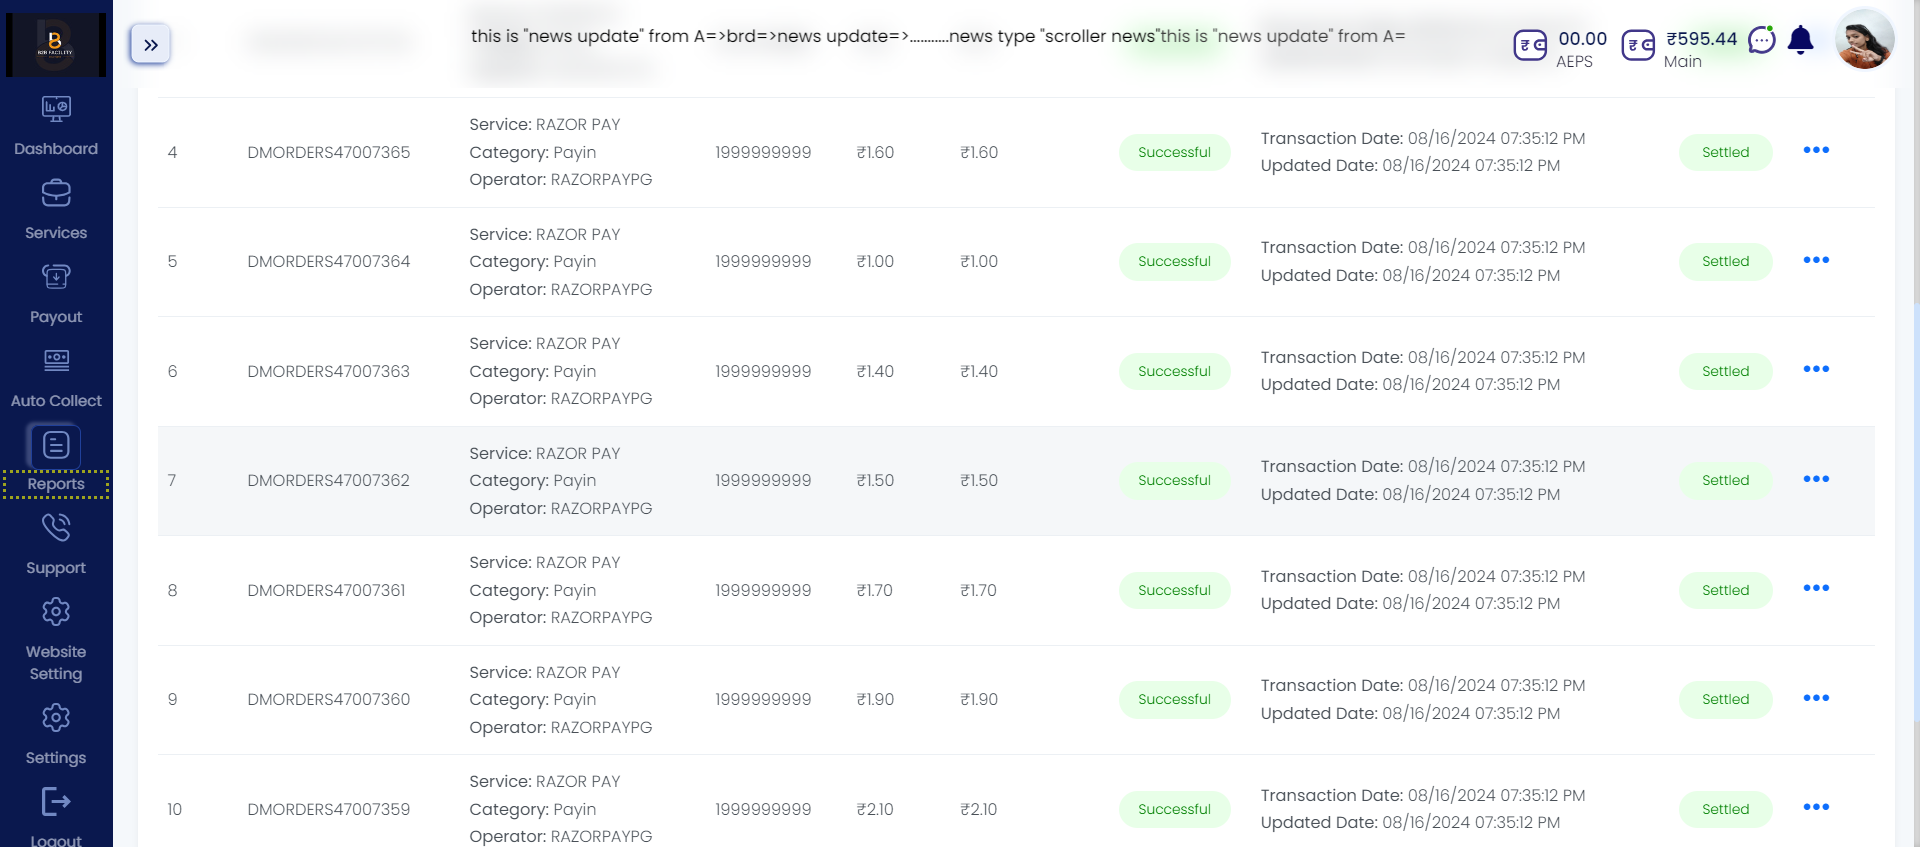 B2B FACILITY
this is "news update" from A=>brd=>news update=>...........news type "scroller news"this is "news update" from A=
00.00
AEPS
₹595.44
Main
Dashboard
Services
Payout
Auto Collect
Reports
Support
Website
Setting
Settings
Logout
4 DMORDERS47007365 Service: RAZOR PAY Category: Payin Operator: RAZORPAYPG 1999999999 ₹1.60 ₹1.60 Successful Transaction Date: 08/16/2024 07:35:12 PM Updated Date: 08/16/2024 07:35:12 PM Settled
5 DMORDERS47007364 Service: RAZOR PAY Category: Payin Operator: RAZORPAYPG 1999999999 ₹1.00 ₹1.00 Successful Transaction Date: 08/16/2024 07:35:12 PM Updated Date: 08/16/2024 07:35:12 PM Settled
6 DMORDERS47007363 Service: RAZOR PAY Category: Payin Operator: RAZORPAYPG 1999999999 ₹1.40 ₹1.40 Successful Transaction Date: 08/16/2024 07:35:12 PM Updated Date: 08/16/2024 07:35:12 PM Settled
7 DMORDERS47007362 Service: RAZOR PAY Category: Payin Operator: RAZORPAYPG 1999999999 ₹1.50 ₹1.50 Successful Transaction Date: 08/16/2024 07:35:12 PM Updated Date: 08/16/2024 07:35:12 PM Settled
8 DMORDERS47007361 Service: RAZOR PAY Category: Payin Operator: RAZORPAYPG 1999999999 ₹1.70 ₹1.70 Successful Transaction Date: 08/16/2024 07:35:12 PM Updated Date: 08/16/2024 07:35:12 PM Settled
9 DMORDERS47007360 Service: RAZOR PAY Category: Payin Operator: RAZORPAYPG 1999999999 ₹1.90 ₹1.90 Successful Transaction Date: 08/16/2024 07:35:12 PM Updated Date: 08/16/2024 07:35:12 PM Settled
10 DMORDERS47007359 Service: RAZOR PAY Category: Payin Operator: RAZORPAYPG 1999999999 ₹2.10 ₹2.10 Successful Transaction Date: 08/16/2024 07:35:12 PM Updated Date: 08/16/2024 07:35:12 PM Settled